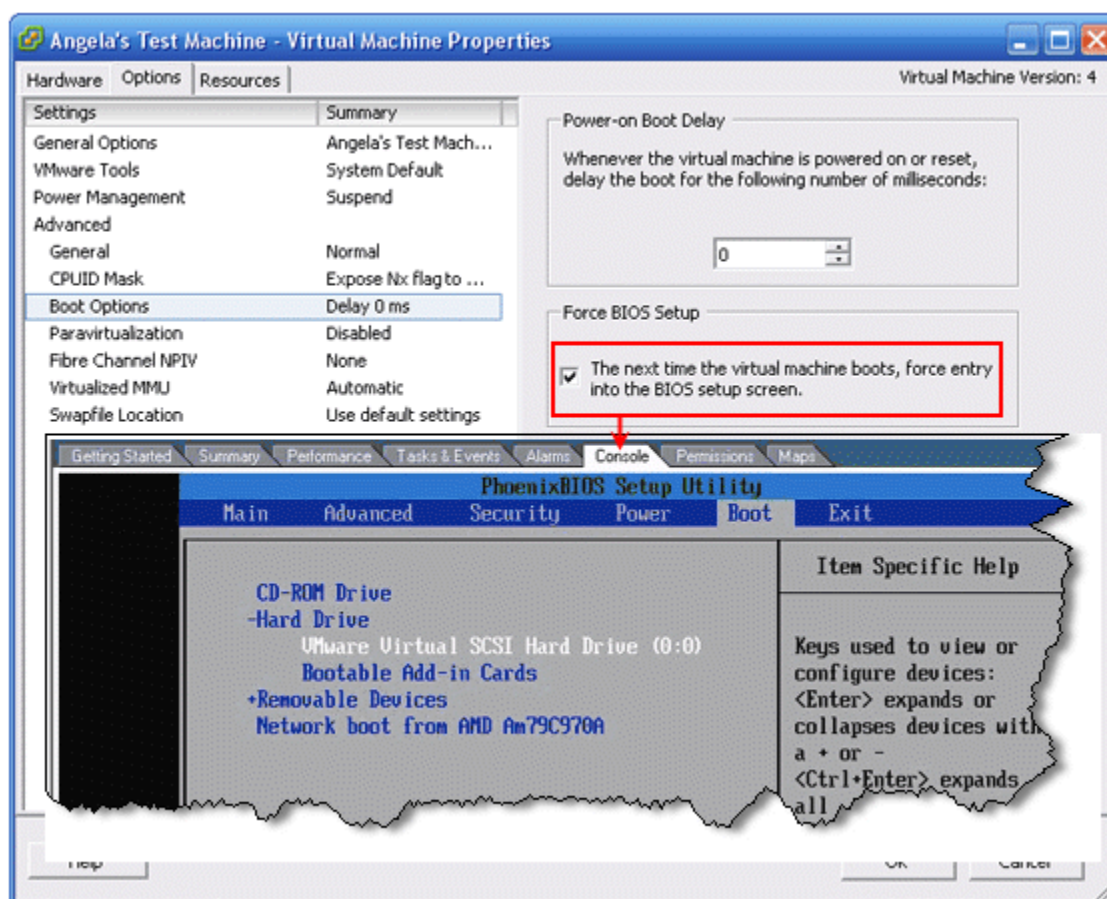 Angela's Test Machine - Virtual Machine Properties
Hardware Options Resources Virtual Machine Version: 4
Settings Summary
General Options Angela's Test Mach...
VMware Tools System Default
Power Management Suspend
Advanced
General Normal
CPUID Mask Expose Nx flag to ...
Boot Options Delay 0 ms
Paravirtualization Disabled
Fibre Channel NPIV None
Virtualized MMU Automatic
Swapfile Location Use default settings
Power-on Boot Delay
Whenever the virtual machine is powered on or reset,
delay the boot for the following number of milliseconds:
0
Force BIOS Setup
The next time the virtual machine boots, force entry
into the BIOS setup screen.
Getting Started Summary Performance Tasks & Events Alarms Console Permissions Maps
PhoenixBIOS Setup Utility
Main Advanced Security Power Boot Exit
CD-ROM Drive
-Hard Drive
VMware Virtual SCSI Hard Drive (0:0)
Bootable Add-in Cards
+Removable Devices
Network boot from AMD Am79C970A
Item Specific Help
Keys used to view or
configure devices:
<Enter> expands or
collapses devices with
a + or -
<Ctrl+Enter> expands
all
Help OK Cancel